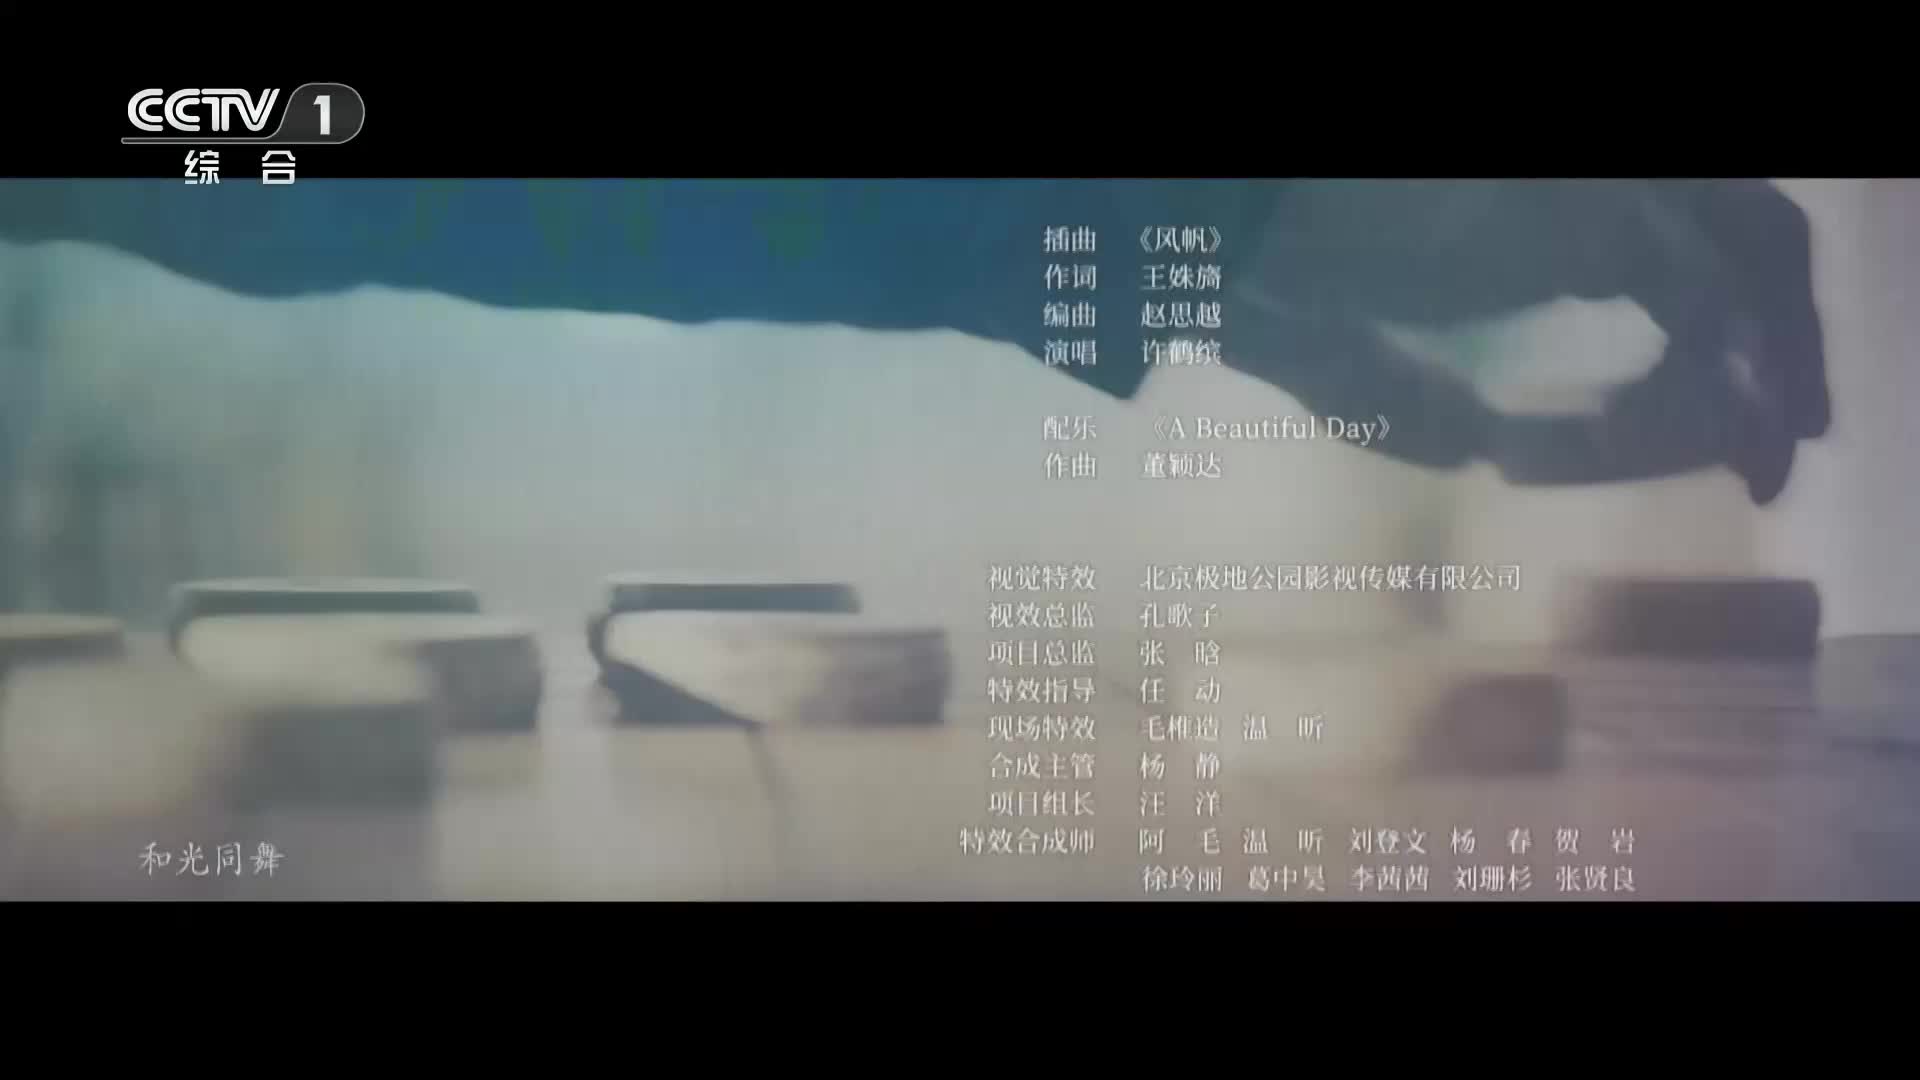 CCTV 1
综 合
插曲 《风帆》
作词 王姝旖
编曲 赵思越
演唱 许鹤缤
配乐 《A Beautiful Day》
作曲 董颖达
视觉特效 北京极地公园影视传媒有限公司
视效总监 孔歌子
项目总监 张 晗
特效指导 任 动
现场特效 毛椎造 温 昕
合成主管 杨 静
项目组长 汪 洋
特效合成师 阿 毛 温 昕 刘登文 杨 春 贺 岩
徐玲丽 葛中昊 李茜茜 刘珊杉 张贤良
和光同舞